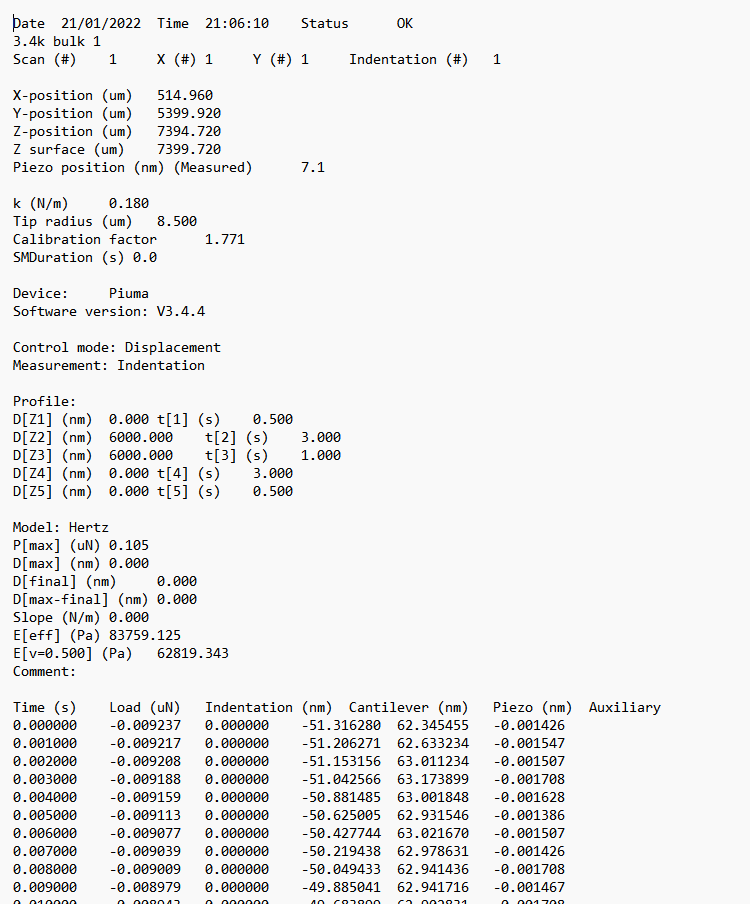 Date 21/01/2022 Time 21:06:10 Status OK
3.4k bulk 1
Scan (#) 1 X (#) 1 Y (#) 1 Indentation (#) 1
X-position (um) 514.960
Y-position (um) 5399.920
Z-position (um) 7394.720
Z surface (um) 7399.720
Piezo position (nm) (Measured) 7.1
k (N/m) 0.180
Tip radius (um) 8.500
Calibration factor 1.771
SMDuration (s) 0.0
Device: Piuma
Software version: V3.4.4
Control mode: Displacement
Measurement: Indentation
Profile:
D[Z1] (nm) 0.000 t[1] (s) 0.500
D[Z2] (nm) 6000.000 t[2] (s) 3.000
D[Z3] (nm) 6000.000 t[3] (s) 1.000
D[Z4] (nm) 0.000 t[4] (s) 3.000
D[Z5] (nm) 0.000 t[5] (s) 0.500
Model: Hertz
P[max] (uN) 0.105
D[max] (nm) 0.000
D[final] (nm) 0.000
D[max-final] (nm) 0.000
Slope (N/m) 0.000
E[eff] (Pa) 83759.125
E[v=0.500] (Pa) 62819.343
Comment:
Time (s) Load (uN) Indentation (nm) Cantilever (nm) Piezo (nm) Auxiliary
0.000000 -0.009237 0.000000 -51.316280 62.345455 -0.001426
0.001000 -0.009217 0.000000 -51.206271 62.633234 -0.001547
0.002000 -0.009208 0.000000 -51.153156 63.011234 -0.001507
0.003000 -0.009188 0.000000 -51.042566 63.173899 -0.001708
0.004000 -0.009159 0.000000 -50.881485 63.001848 -0.001628
0.005000 -0.009113 0.000000 -50.625005 62.931546 -0.001386
0.006000 -0.009077 0.000000 -50.427744 63.021670 -0.001507
0.007000 -0.009039 0.000000 -50.219438 62.978631 -0.001426
0.008000 -0.009009 0.000000 -50.049433 62.941436 -0.001708
0.009000 -0.008979 0.000000 -49.885041 62.941716 -0.001467